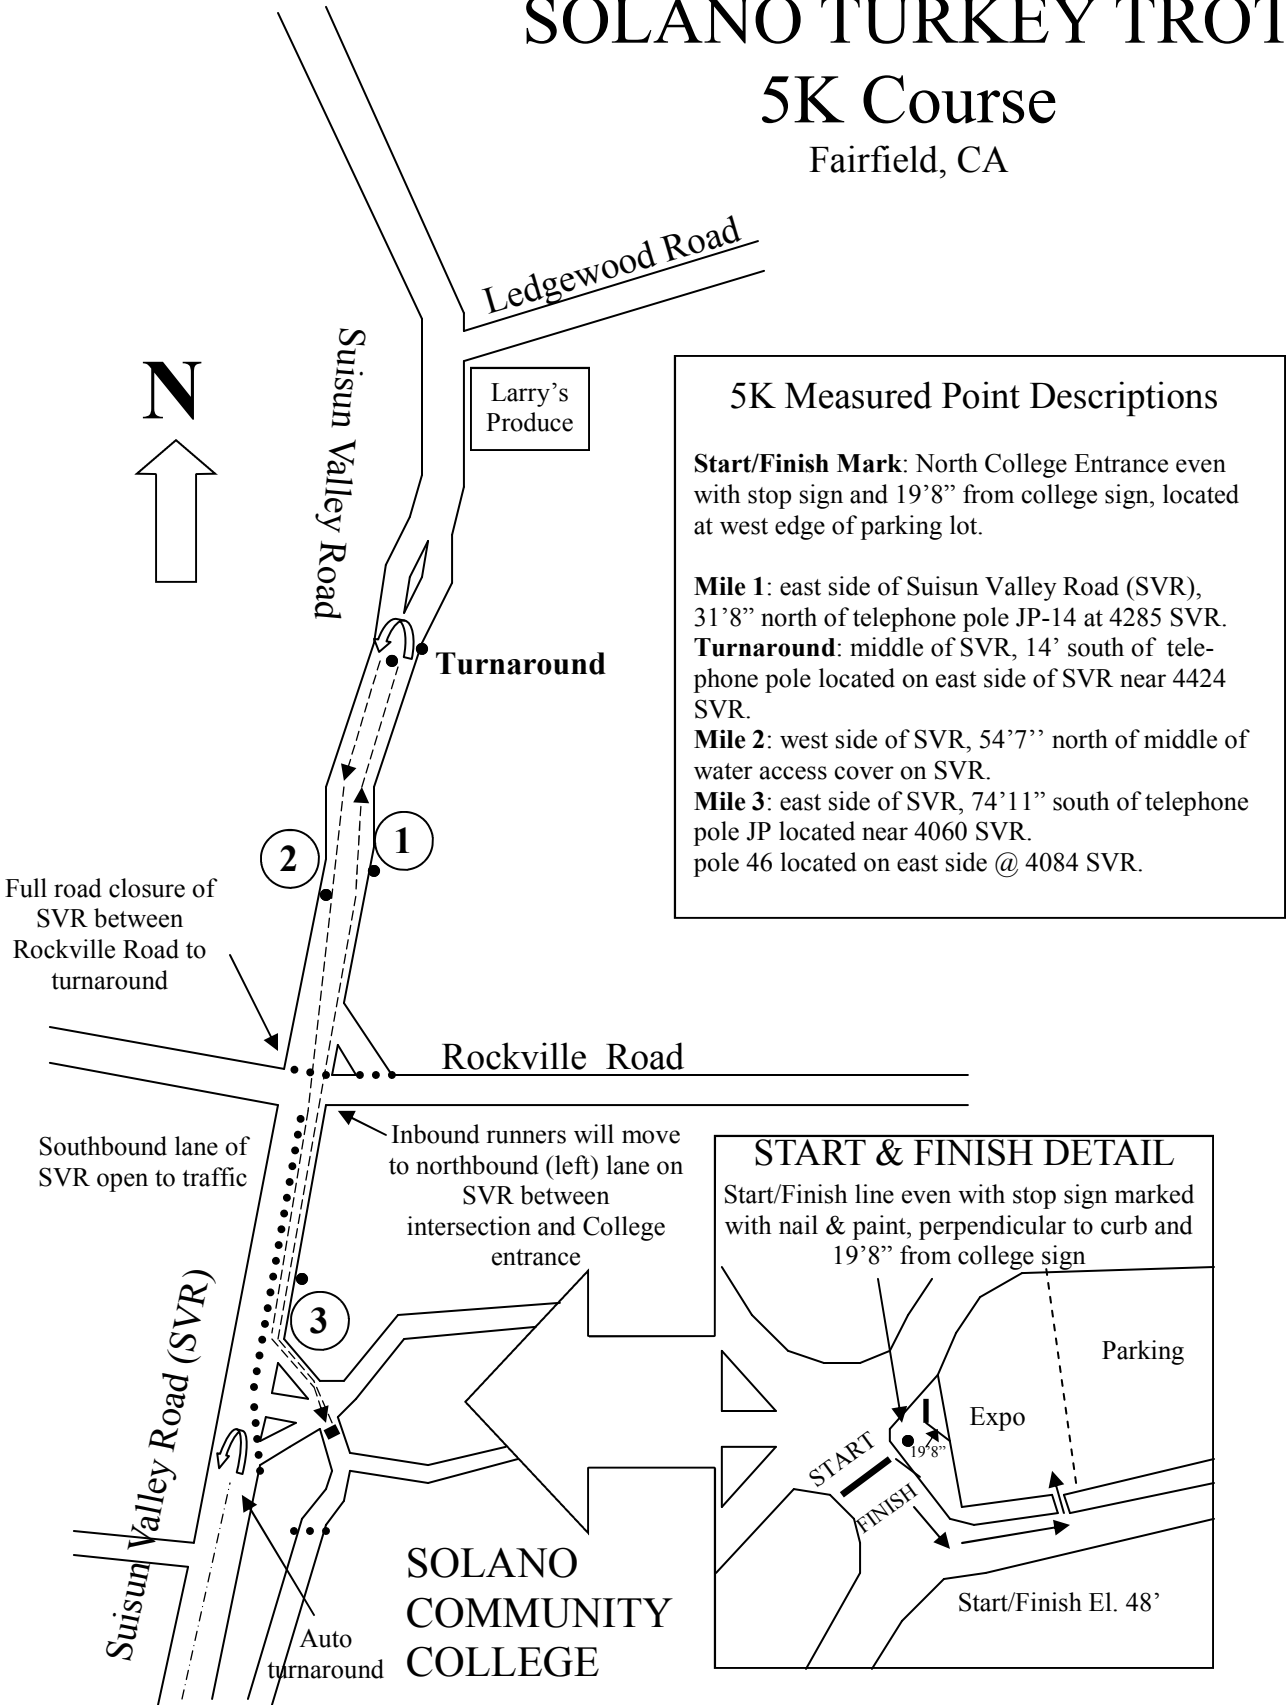 SOLANO TURKEY TROT
5K Course
Fairfield, CA
Ledgewood Road
Suisun Valley Road
N
Larry’s
Produce
5K Measured Point Descriptions
Start/Finish Mark: North College Entrance even
with stop sign and 19’8” from college sign, located
at west edge of parking lot.
Mile 1: east side of Suisun Valley Road (SVR),
31’8” north of telephone pole JP-14 at 4285 SVR.
Turnaround: middle of SVR, 14’ south of tele-
phone pole located on east side of SVR near 4424
SVR.
Mile 2: west side of SVR, 54’7’’ north of middle of
water access cover on SVR.
Mile 3: east side of SVR, 74’11” south of telephone
pole JP located near 4060 SVR.
pole 46 located on east side @ 4084 SVR.
Turnaround
1
2
Full road closure of
SVR between
Rockville Road to
turnaround
Rockville Road
Southbound lane of
SVR open to traffic
Inbound runners will move
to northbound (left) lane on
SVR between
intersection and College
entrance
START & FINISH DETAIL
Start/Finish line even with stop sign marked
with nail & paint, perpendicular to curb and
19’8” from college sign
3
Suisun Valley Road (SVR)
Parking
Expo
19’8”
START
FINISH
Start/Finish El. 48’
SOLANO
COMMUNITY
COLLEGE
Auto
turnaround